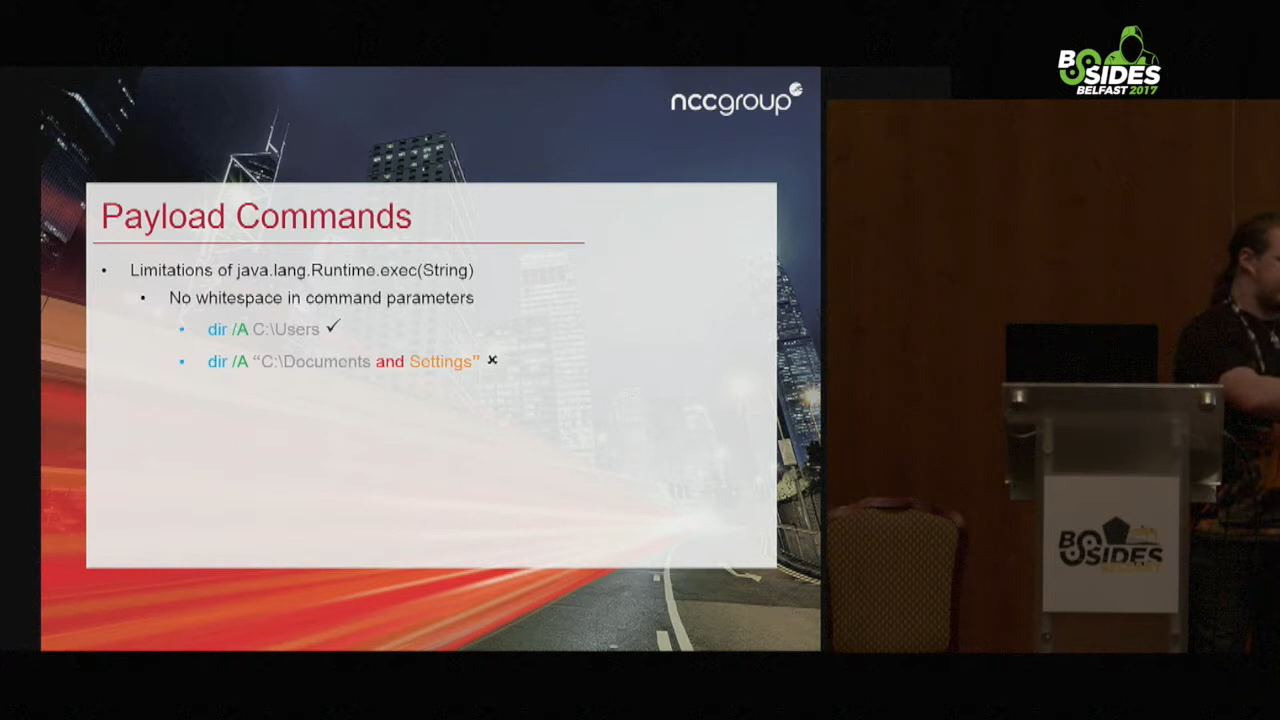 BSIDES
BELFAST 2017
nccgroup
Payload Commands
• Limitations of java.lang.Runtime.exec(String)
• No whitespace in command parameters
• dir /A C:\Users ✓
• dir /A “C:\Documents and Settings” ×
BSIDES